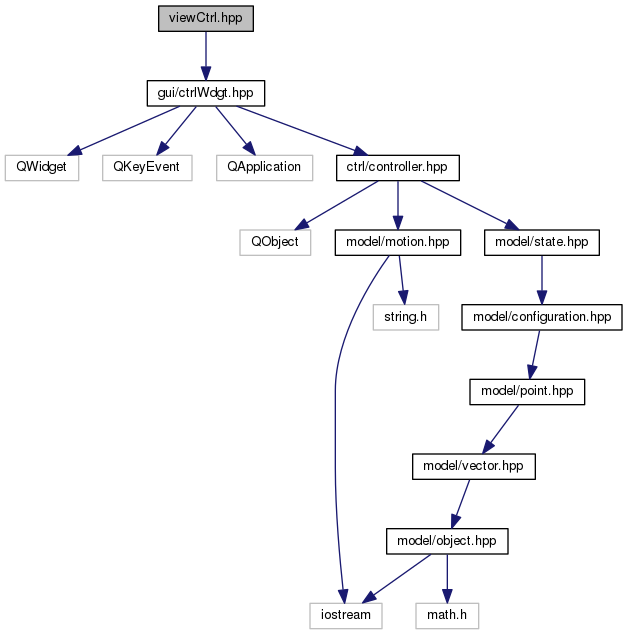 viewCtrl.hpp
gui/ctrlWdgt.hpp
QWidget
QKeyEvent
QApplication
ctrl/controller.hpp
QObject
model/motion.hpp
model/state.hpp
string.h
model/configuration.hpp
model/point.hpp
model/vector.hpp
model/object.hpp
iostream
math.h